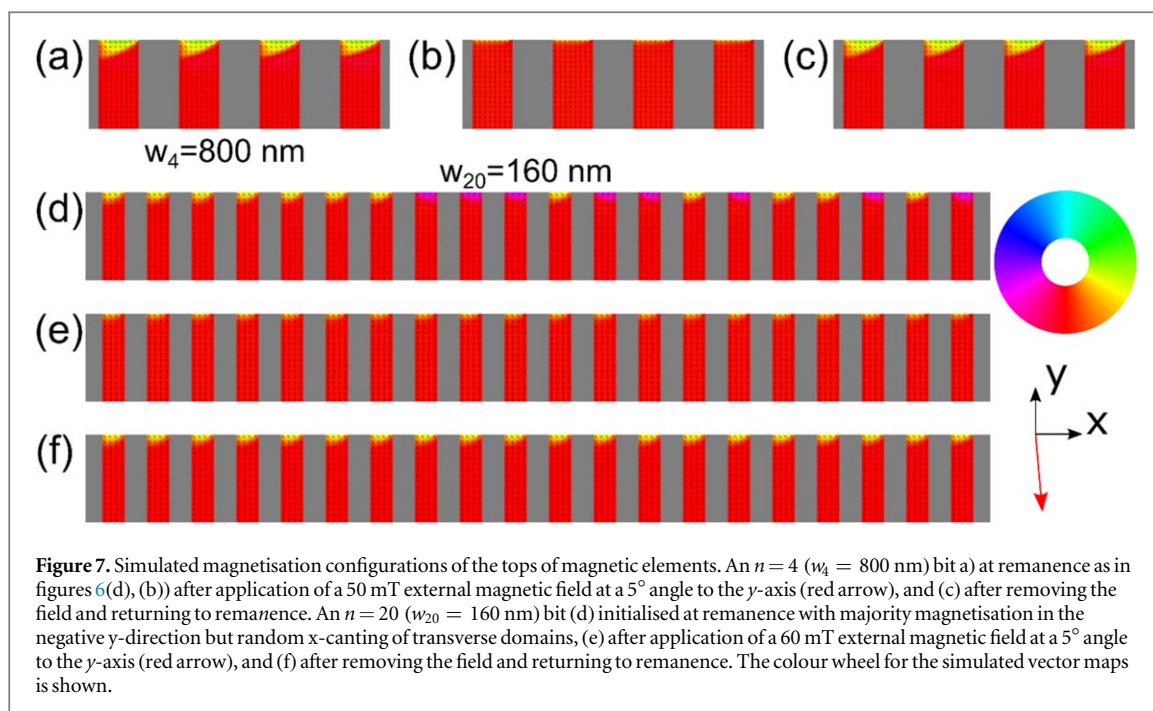 (a) (b) (c)
w₄=800 nm
w₂₀=160 nm
(d)
(e)
y
x
(f)
Figure 7. Simulated magnetisation configurations of the tops of magnetic elements. An n = 4 (w₄ = 800 nm) bit a) at remanence as in
figures 6(d), (b)) after application of a 50 mT external magnetic field at a 5° angle to the y-axis (red arrow), and (c) after removing the
field and returning to remanence. An n = 20 (w₂₀ = 160 nm) bit (d) initialised at remanence with majority magnetisation in the
negative y-direction but random x-canting of transverse domains, (e) after application of a 60 mT external magnetic field at a 5° angle
to the y-axis (red arrow), and (f) after removing the field and returning to remanence. The colour wheel for the simulated vector maps
is shown.